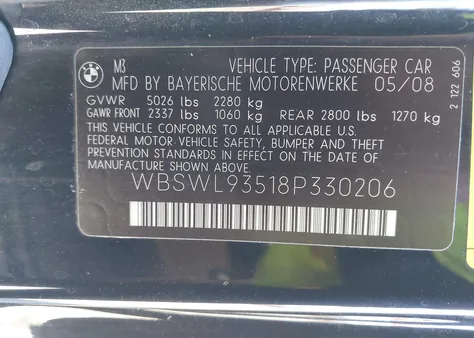 BMW
M3 VEHICLE TYPE: PASSENGER CAR
MFD BY BAYERISCHE MOTORENWERKE 05/08
GVWR 5026 lbs 2280 kg
GAWR FRONT 2337 lbs 1060 kg REAR 2800 lbs 1270 kg
THIS VEHICLE CONFORMS TO ALL APPLICABLE U.S.
FEDERAL MOTOR VEHICLE SAFETY, BUMPER AND THEFT
PREVENTION STANDARDS IN EFFECT ON THE DATE OF
MANUFACTURE SHOWN ABOVE.
WBSWL93518P330206
2 122 606